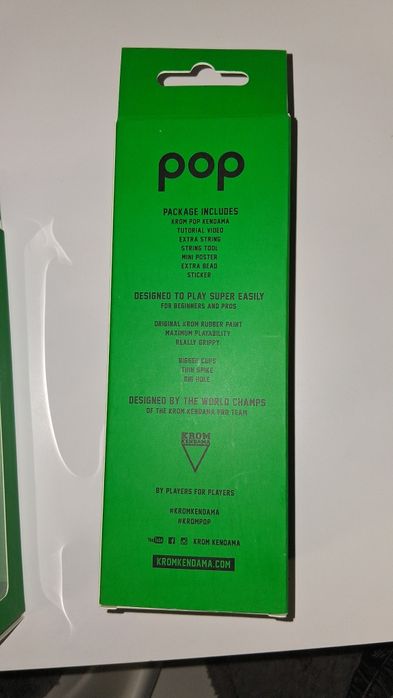 pop
PACKAGE INCLUDES
KROM POP KENDAMA
TUTORIAL VIDEO
EXTRA STRING
STRING TOOL
MINI POSTER
EXTRA BEAD
STICKER
DESIGNED TO PLAY SUPER EASILY
FOR BEGINNERS AND PROS
ORIGINAL KROM RUBBER PAINT
MAXIMUM PLAYABILITY
REALLY GRIPPY
BIGGER CUPS
THIN SPIKE
BIG HOLE
DESIGNED BY THE WORLD CHAMPS
OF THE KROM KENDAMA PRO TEAM
KROM
KENDAMA
BY PLAYERS FOR PLAYERS
#KROMKENDAMA
#KROMPOP
YouTube KROM KENDAMA
KROMKENDAMA.COM